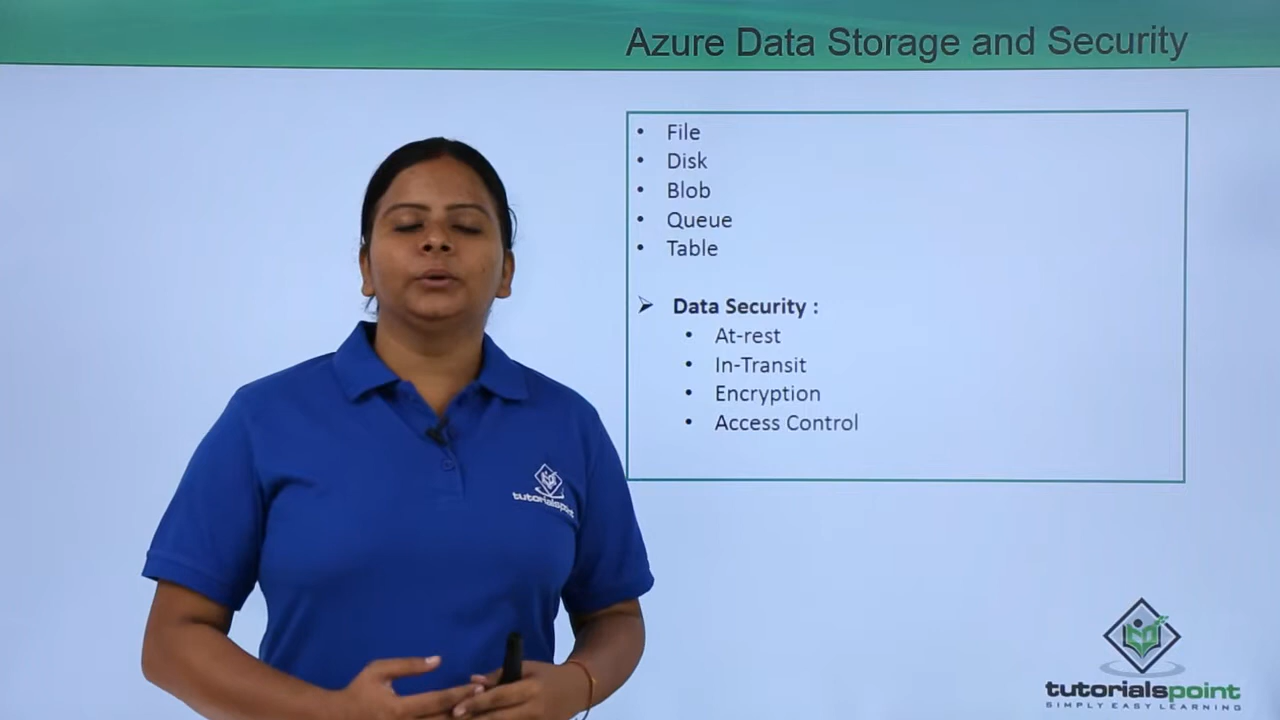 Azure Data Storage and Security
• File
• Disk
• Blob
• Queue
• Table
➢ Data Security :
• At-rest
• In-Transit
• Encryption
• Access Control
tutorialspoint
tutorialspoint
SIMPLY EASY LEARNING